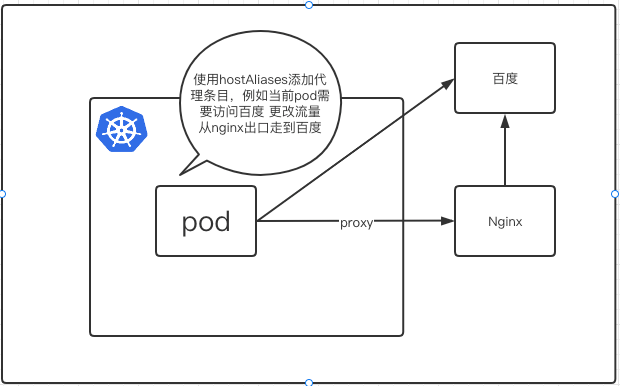 使用hostAliases添加代
理条目，例如当前pod需
要访问百度 更改流量
从nginx出口走到百度
百度
pod
proxy
Nginx